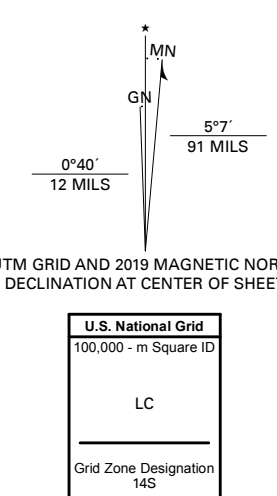 ★
MN
GN
5°7´
91 MILS
0°40´
12 MILS
UTM GRID AND 2019 MAGNETIC NOR
DECLINATION AT CENTER OF SHEET
U.S. National Grid
100,000 - m Square ID
LC
Grid Zone Designation
14S